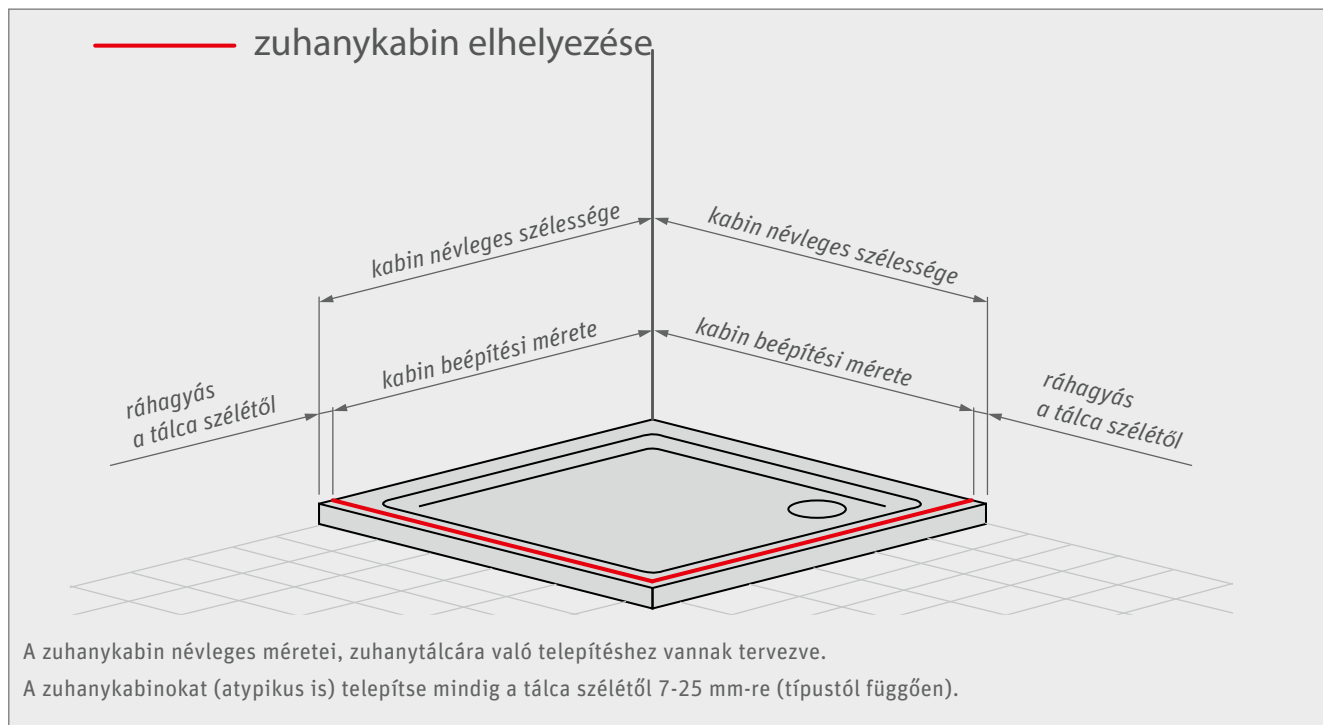 zuhanykabin elhelyezése
kabin névleges szélessége
kabin névleges szélessége
kabin beépítési mérete
kabin beépítési mérete
ráhagyás
a tálca szélétől
ráhagyás
a tálca szélétől
A zuhanykabin névleges méretei, zuhanytálcára való telepítéshez vannak tervezve.
A zuhanykabinokat (atypikus is) telepítse mindig a tálca szélétől 7-25 mm-re (típustól függően).